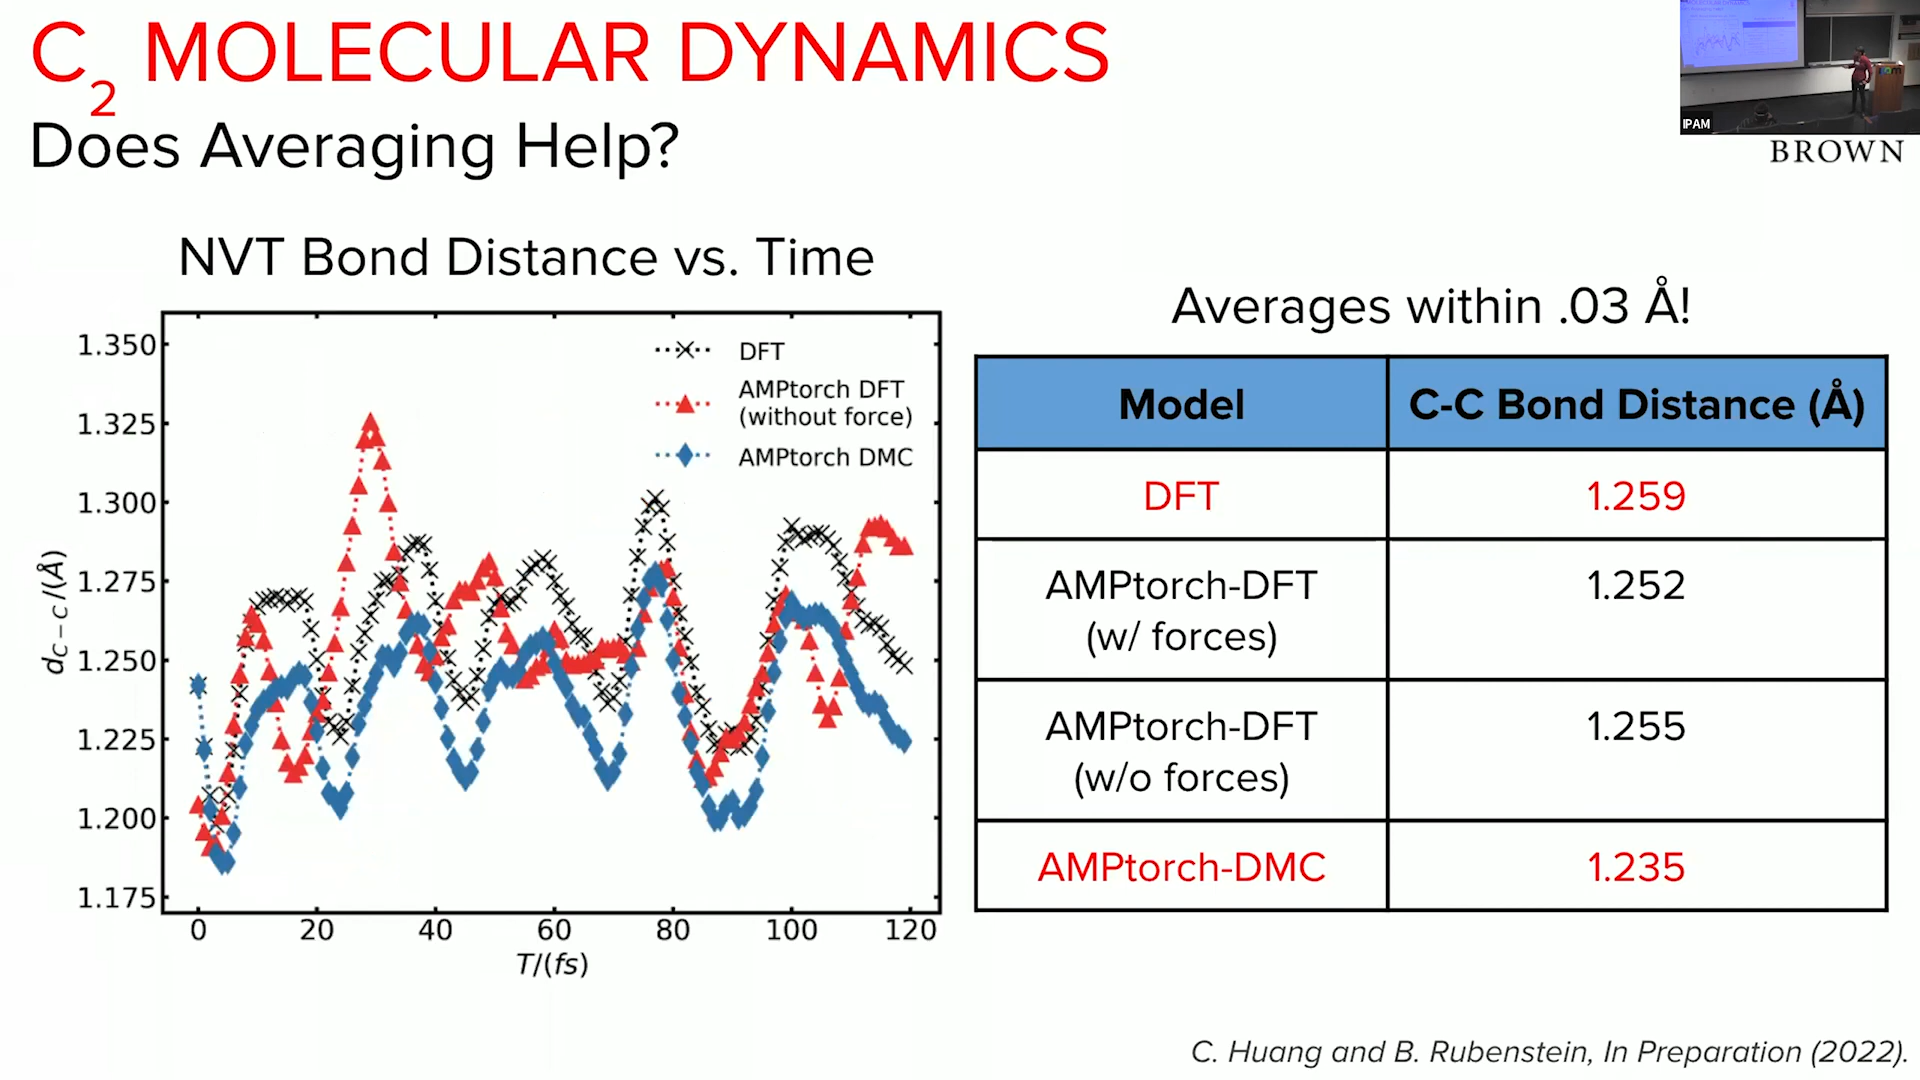 C₂ MOLECULAR DYNAMICS
Does Averaging Help?
IPAM
BROWN
NVT Bond Distance vs. Time
1.350
1.325
1.300
1.275
1.250
1.225
1.200
1.175
d_C−C/(Å)
DFT
AMPtorch DFT
(without force)
AMPtorch DMC
0 20 40 60 80 100 120
T/(fs)
Averages within .03 Å!
Model C-C Bond Distance (Å)
DFT 1.259
AMPtorch-DFT
(w/ forces) 1.252
AMPtorch-DFT
(w/o forces) 1.255
AMPtorch-DMC 1.235
C. Huang and B. Rubenstein, In Preparation (2022).